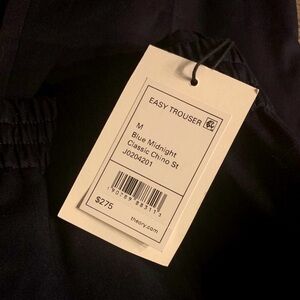 EASY TROUSER
M
Blue Midnight
Classic Chino St
J0204201
$275
theory.com